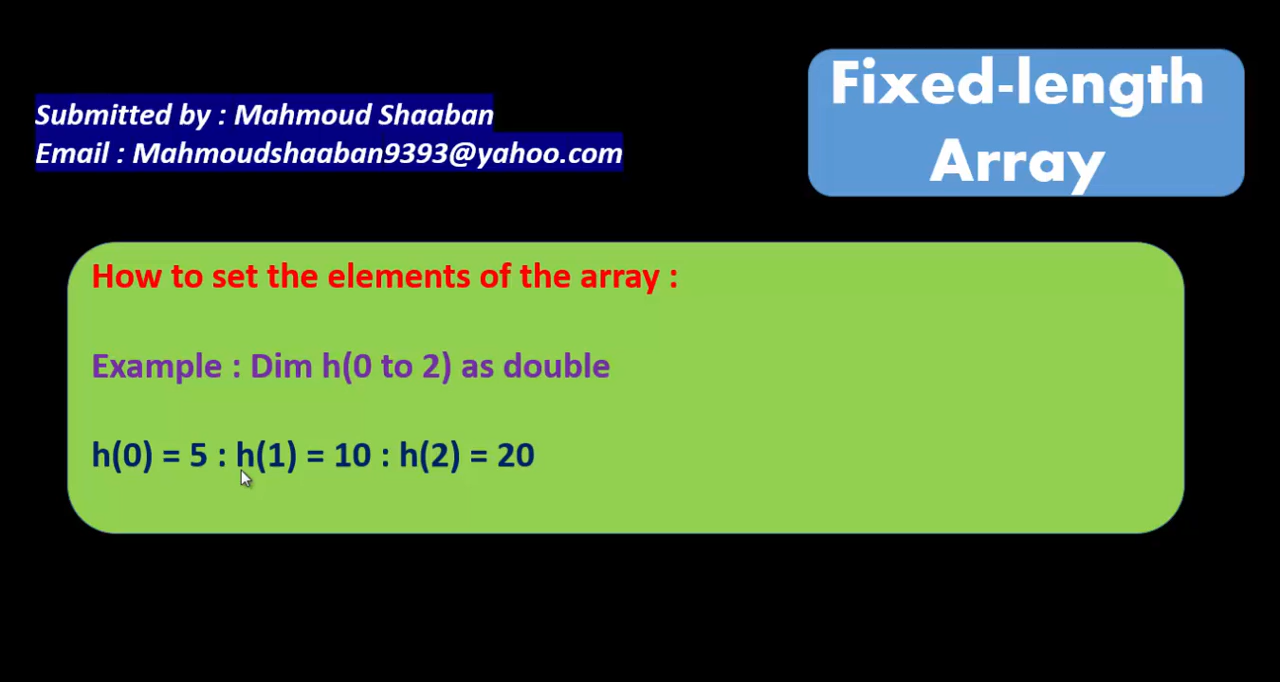 Submitted by : Mahmoud Shaaban
Email : Mahmoudshaaban9393@yahoo.com
Fixed-length
Array
How to set the elements of the array :
Example : Dim h(0 to 2) as double
h(0) = 5 : h(1) = 10 : h(2) = 20